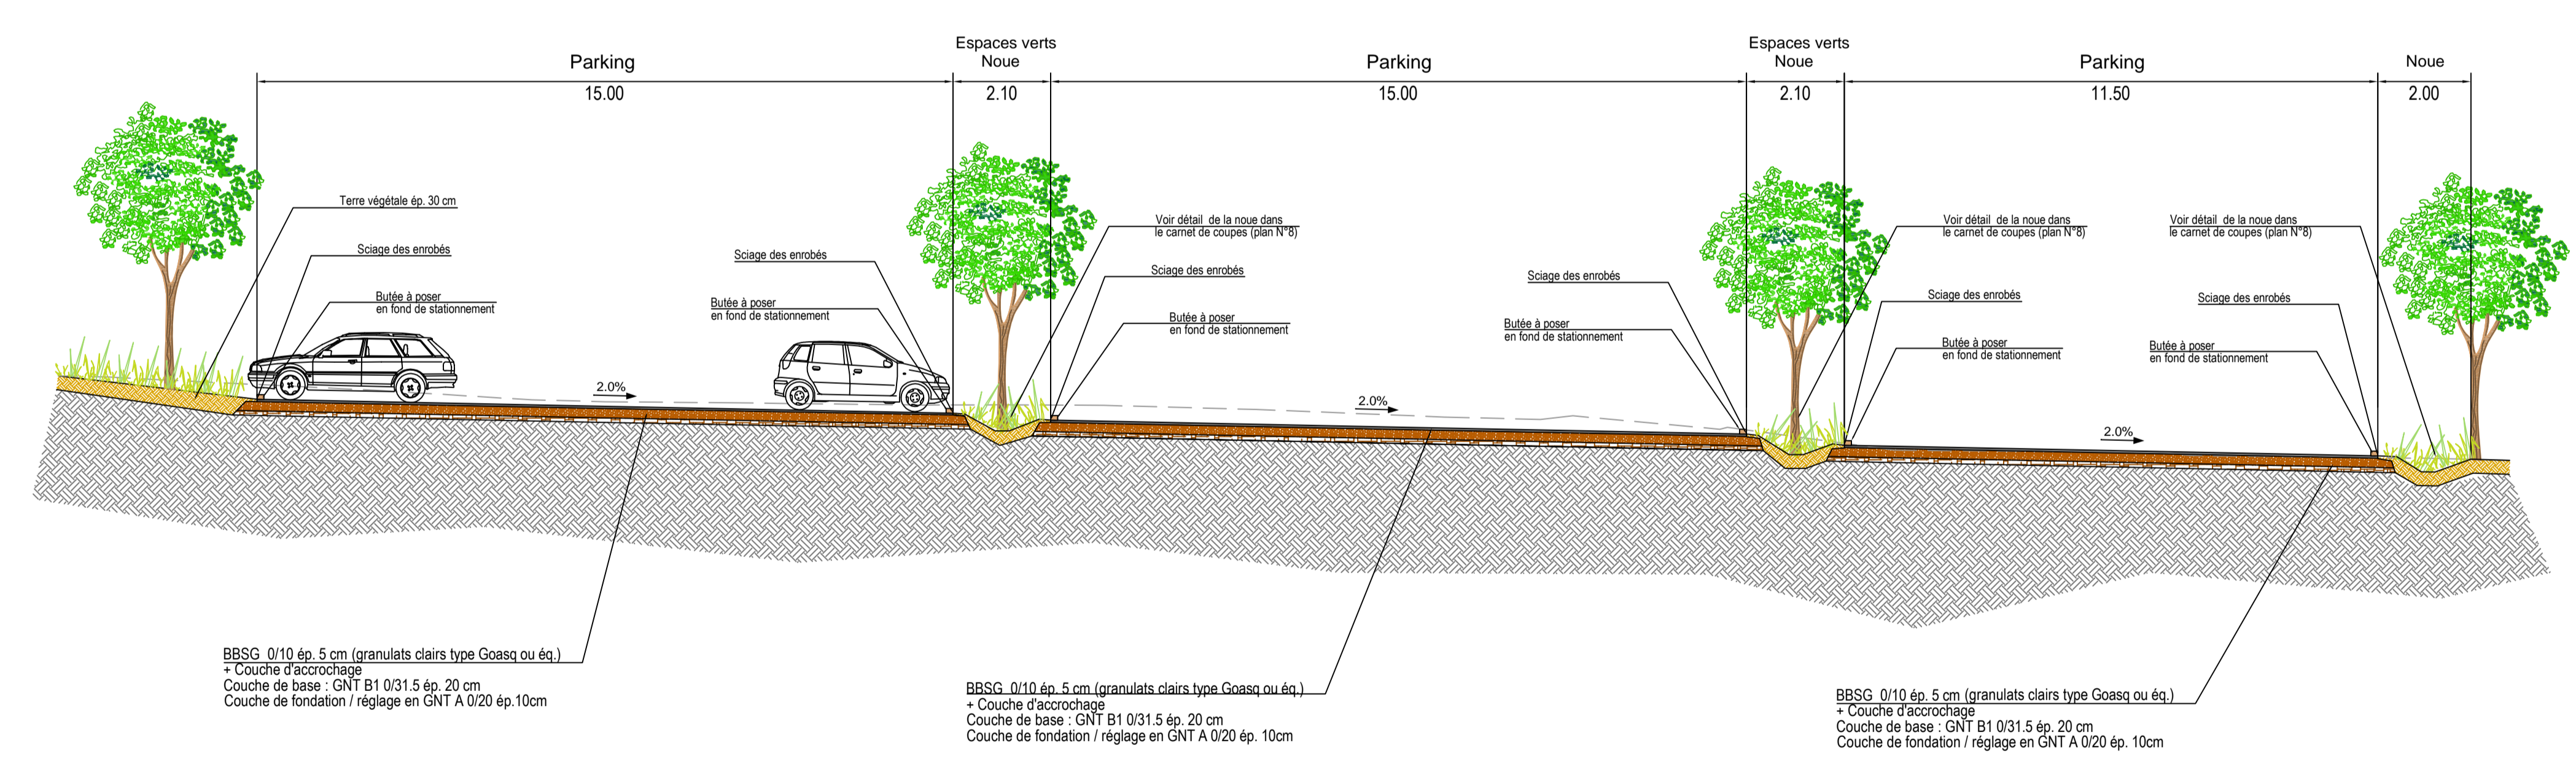 Espaces verts
Espaces verts
Parking
Noue
Parking
Noue
Parking
Noue
15.00
2.10
15.00
2.10
11.50
2.00
Terre végétale ép. 30 cm
Sciage des enrobés
Butée à poser
en fond de stationnement
Sciage des enrobés
Butée à poser
en fond de stationnement
Voir détail de la noue dans
le carnet de coupes (plan N°8)
Sciage des enrobés
Butée à poser
en fond de stationnement
Sciage des enrobés
Butée à poser
en fond de stationnement
Voir détail de la noue dans
le carnet de coupes (plan N°8)
Sciage des enrobés
Butée à poser
en fond de stationnement
Voir détail de la noue dans
le carnet de coupes (plan N°8)
Sciage des enrobés
Butée à poser
en fond de stationnement
2.0%
2.0%
2.0%
BBSG 0/10 ép. 5 cm (granulats clairs type Goasq ou éq.)
+ Couche d'accrochage
Couche de base : GNT B1 0/31.5 ép. 20 cm
Couche de fondation / réglage en GNT A 0/20 ép.10cm
BBSG 0/10 ép. 5 cm (granulats clairs type Goasq ou éq.)
+ Couche d'accrochage
Couche de base : GNT B1 0/31.5 ép. 20 cm
Couche de fondation / réglage en GNT A 0/20 ép. 10cm
BBSG 0/10 ép. 5 cm (granulats clairs type Goasq ou éq.)
+ Couche d'accrochage
Couche de base : GNT B1 0/31.5 ép. 20 cm
Couche de fondation / réglage en GNT A 0/20 ép. 10cm